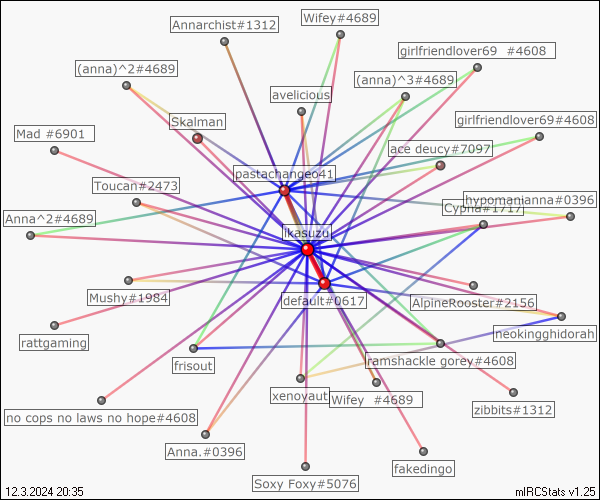 Wifey#4689
Annarchist#1312
girlfriendlover69 #4608
(anna)^2#4689
(anna)^3#4689
avelicious
Skalman
girlfriendlover69#4608
Mad #6901
ace deucy#7097
pastachangeo41
Toucan#2473
hypomanianna#0396
Cypha#1717
Anna^2#4689
ikasuzu
Mushy#1984
default#0617
AlpineRooster#2156
neokingghidorah
rattgaming
frisout
ramshackle gorey#4608
xenoyaut
Wifey #4689
zibbits#1312
no cops no laws no hope#4608
Anna.#0396
fakedingo
Soxy Foxy#5076
12.3.2024 20:35
mIRCStats v1.25